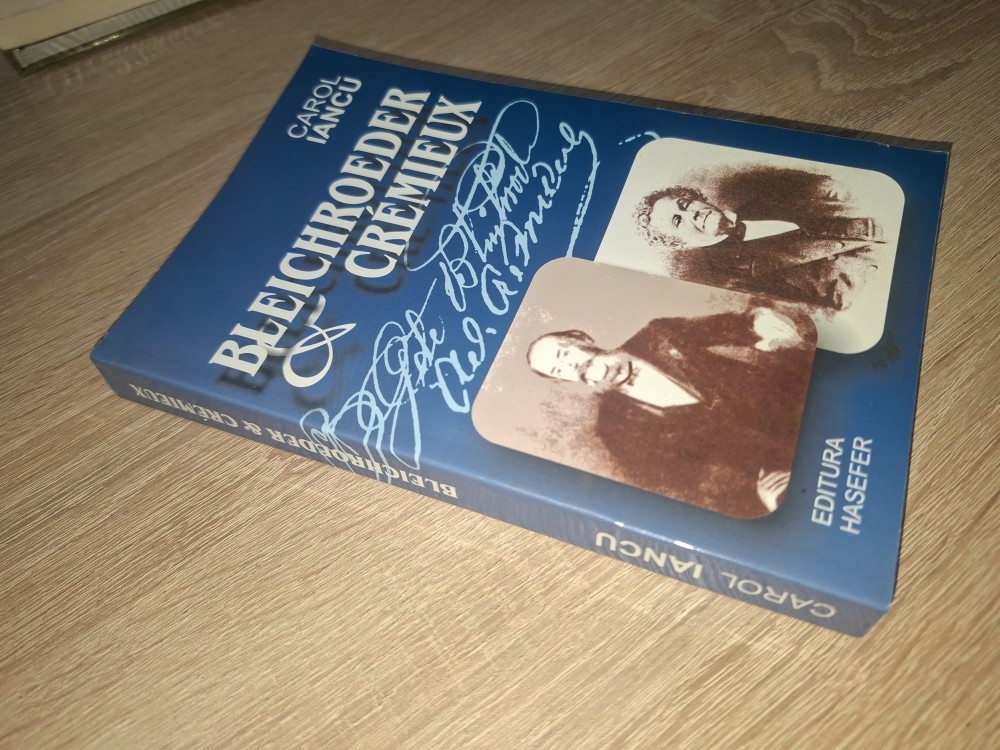 CAROL
IANCU
BLEICHROEDER
&
CRÉMIEUX
EDITURA
HASEFER
BLEICHROEDER & CRÉMIEUX
CAROL IANCU